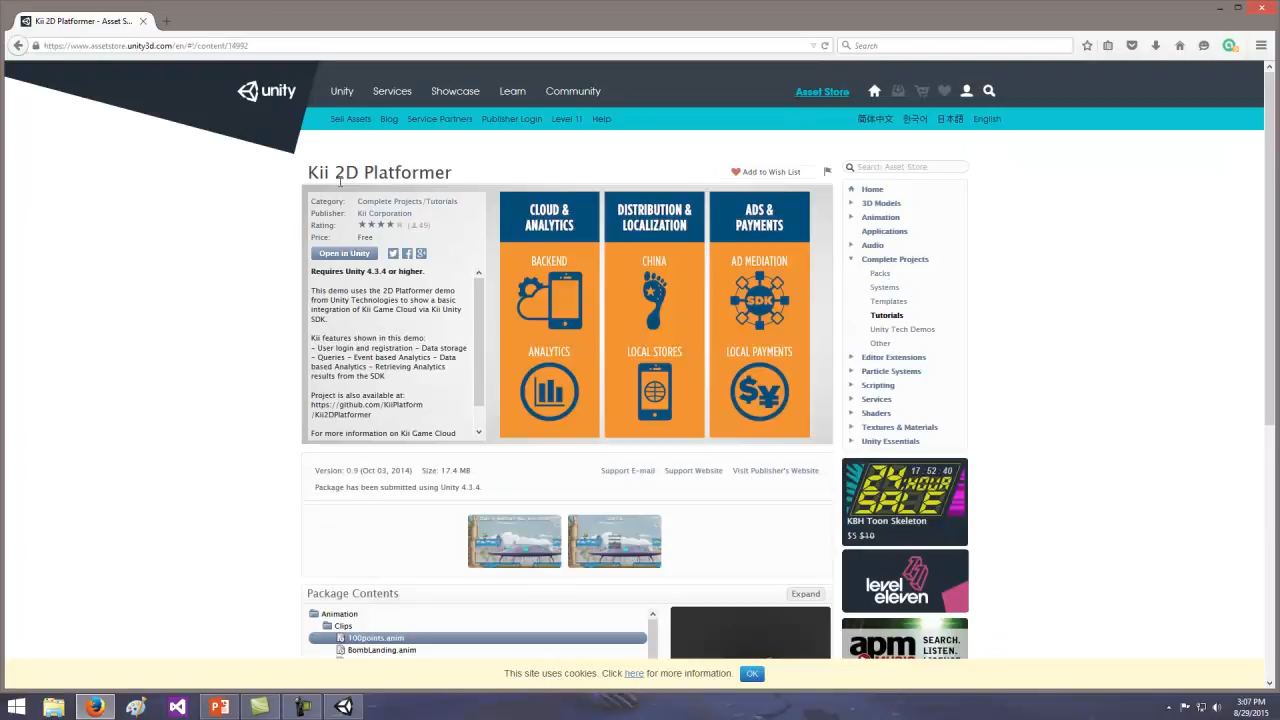 Kii 2D Platformer - Asset S...
https://www.assetstore.unity3d.com/en/#!/content/14992
Search
unity
Unity Services Showcase Learn Community
Asset Store
Sell Assets Blog Service Partners Publisher Login Level 11 Help
简体中文 한국어 日本語 English
Kii 2D Platformer
Add to Wish List
Search Asset Store
Category: Complete Projects/Tutorials
Publisher: Kii Corporation
Rating:
Price: Free
Open in Unity
Requires Unity 4.3.4 or higher.
This demo uses the 2D Platformer demo
from Unity Technologies to show a basic
integration of Kii Game Cloud via Kii Unity
SDK.
Kii features shown in this demo:
- User login and registration - Data storage
- Queries - Event based Analytics - Data
based Analytics - Retrieving Analytics
results from the SDK
Project is also available at:
https://github.com/KiiPlatform
/Kii2DPlatformer
For more information on Kii Game Cloud
CLOUD &
ANALYTICS
BACKEND
ANALYTICS
DISTRIBUTION &
LOCALIZATION
CHINA
LOCAL STORES
ADS &
PAYMENTS
AD MEDIATION
SDK
LOCAL PAYMENTS
$¥
Home
3D Models
Animation
Applications
Audio
Complete Projects
Packs
Systems
Templates
Tutorials
Unity Tech Demos
Other
Editor Extensions
Particle Systems
Scripting
Services
Shaders
Textures & Materials
Unity Essentials
Version: 0.9 (Oct 03, 2014) Size: 17.4 MB
Support E-mail Support Website Visit Publisher's Website
Package has been submitted using Unity 4.3.4.
17 : 52 : 40
24 HOUR
SALE
KBH Toon Skeleton
$5 $10
level
eleven
apm
MUSIC
SEARCH.
LISTEN.
Package Contents
Expand
Animation
Clips
100points.anim
BombLanding.anim
This site uses cookies. Click here for more information. OK
3:07 PM
8/29/2015